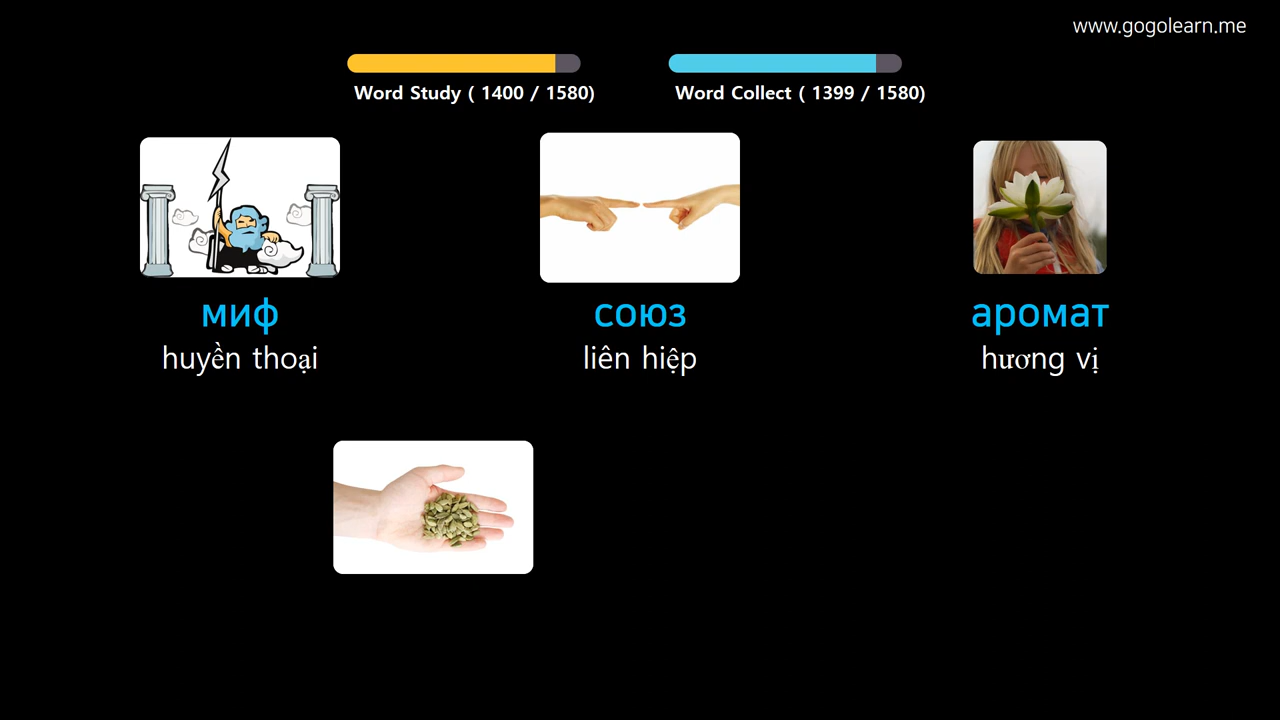 www.gogolearn.me
Word Study ( 1400 / 1580)
Word Collect ( 1399 / 1580)
миф
союз
аромат
huyền thoại
liên hiệp
hương vị